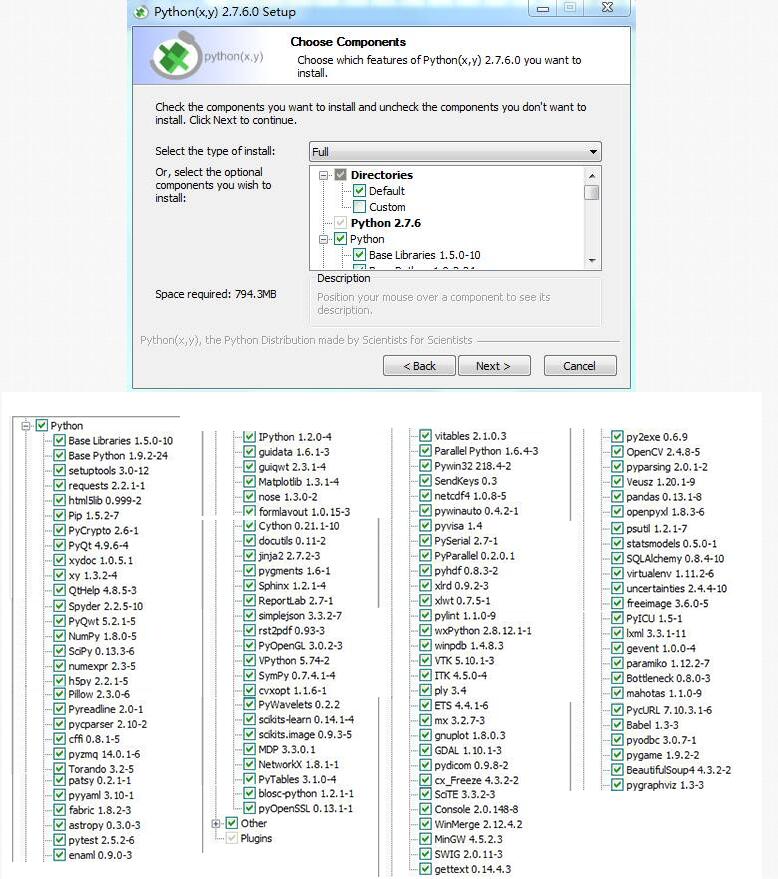 Python(x,y) 2.7.6.0 Setup
python(x,y)
Choose Components
Choose which features of Python(x,y) 2.7.6.0 you want to
install.
Check the components you want to install and uncheck the components you don't want to
install. Click Next to continue.
Select the type of install:
Full
Or, select the optional
components you wish to
install:
Directories
Default
Custom
Python 2.7.6
Python
Base Libraries 1.5.0-10
Space required: 794.3MB
Description
Position your mouse over a component to see its
description.
Python(x,y), the Python Distribution made by Scientists for Scientists
< Back
Next >
Cancel
Python
Base Libraries 1.5.0-10
Base Python 1.9.2-24
setuptools 3.0-12
requests 2.2.1-1
html5lib 0.999-2
Pip 1.5.2-7
PyCrypto 2.6-1
PyQt 4.9.6-4
xydoc 1.0.5.1
xy 1.3.2-4
QtHelp 4.8.5-3
Spyder 2.2.5-10
PyQwt 5.2.1-5
NumPy 1.8.0-5
SciPy 0.13.3-6
numexpr 2.3-5
h5py 2.2.1-5
Pillow 2.3.0-6
Pyreadline 2.0-1
pycparser 2.10-2
cffi 0.8.1-5
pyzmq 14.0.1-6
Torando 3.2-5
patsy 0.2.1-1
pyyaml 3.10-1
fabric 1.8.2-3
astropy 0.3.0-3
pytest 2.5.2-6
enaml 0.9.0-3
IPython 1.2.0-4
guidata 1.6.1-3
guiqwt 2.3.1-4
Matplotlib 1.3.1-4
nose 1.3.0-2
formlayout 1.0.15-3
Cython 0.21.1-10
docutils 0.11-2
jinja2 2.7.2-3
pygments 1.6-1
Sphinx 1.2.1-4
ReportLab 2.7-1
simplejson 3.3.2-7
rst2pdf 0.93-3
PyOpenGL 3.0.2-3
VPython 5.74-2
SymPy 0.7.4.1-4
cvxopt 1.1.6-1
PyWavelets 0.2.2
scikits-learn 0.14.1-4
scikits.image 0.9.3-5
MDP 3.3.0.1
NetworkX 1.8.1-1
PyTables 3.1.0-4
blosc-python 1.2.1-1
pyOpenSSL 0.13.1-1
Other
Plugins
vitables 2.1.0.3
Parallel Python 1.6.4-3
Pywin32 218.4-2
SendKeys 0.3
netcdf4 1.0.8-5
pywinauto 0.4.2-1
pyvisa 1.4
PySerial 2.7-1
PyParallel 0.2.0.1
pyhdf 0.8.3-2
xlrd 0.9.2-3
xlwt 0.7.5-1
pylint 1.1.0-9
wxPython 2.8.12.1-1
winpdb 1.4.8.3
VTK 5.10.1-3
ITK 4.5.0-4
ply 3.4
ETS 4.4.1-6
mx 3.2.7-3
gnuplot 1.8.0.3
GDAL 1.10.1-3
pydicom 0.9.8-2
cx_Freeze 4.3.2-2
SciTE 3.3.2-3
Console 2.0.148-8
WinMerge 2.12.4.2
MinGW 4.5.2.3
SWIG 2.0.11-3
gettext 0.14.4.3
py2exe 0.6.9
OpenCV 2.4.8-5
pyparsing 2.0.1-2
Veusz 1.20.1-9
pandas 0.13.1-8
openpyxl 1.8.3-6
psutil 1.2.1-7
statsmodels 0.5.0-1
SQLAlchemy 0.8.4-10
virtualenv 1.11.2-6
uncertainties 2.4.4-10
freeimage 3.6.0-5
PyICU 1.5-1
lxml 3.3.1-11
gevent 1.0.0-4
paramiko 1.12.2-7
Bottleneck 0.8.0-3
mahotas 1.1.0-9
PycURL 7.10.3.1-6
Babel 1.3-3
pyodbc 3.0.7-1
pygame 1.9.2-2
BeautifulSoup4 4.3.2-2
pygraphviz 1.3-3